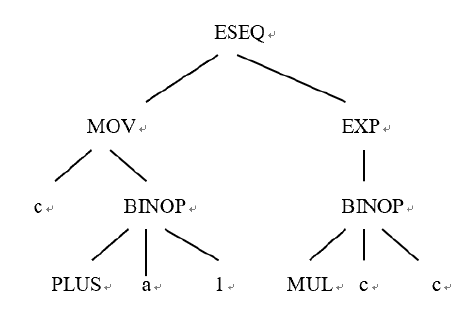 ESEQ
MOV EXP
c BINOP BINOP
PLUS a 1 MUL c c